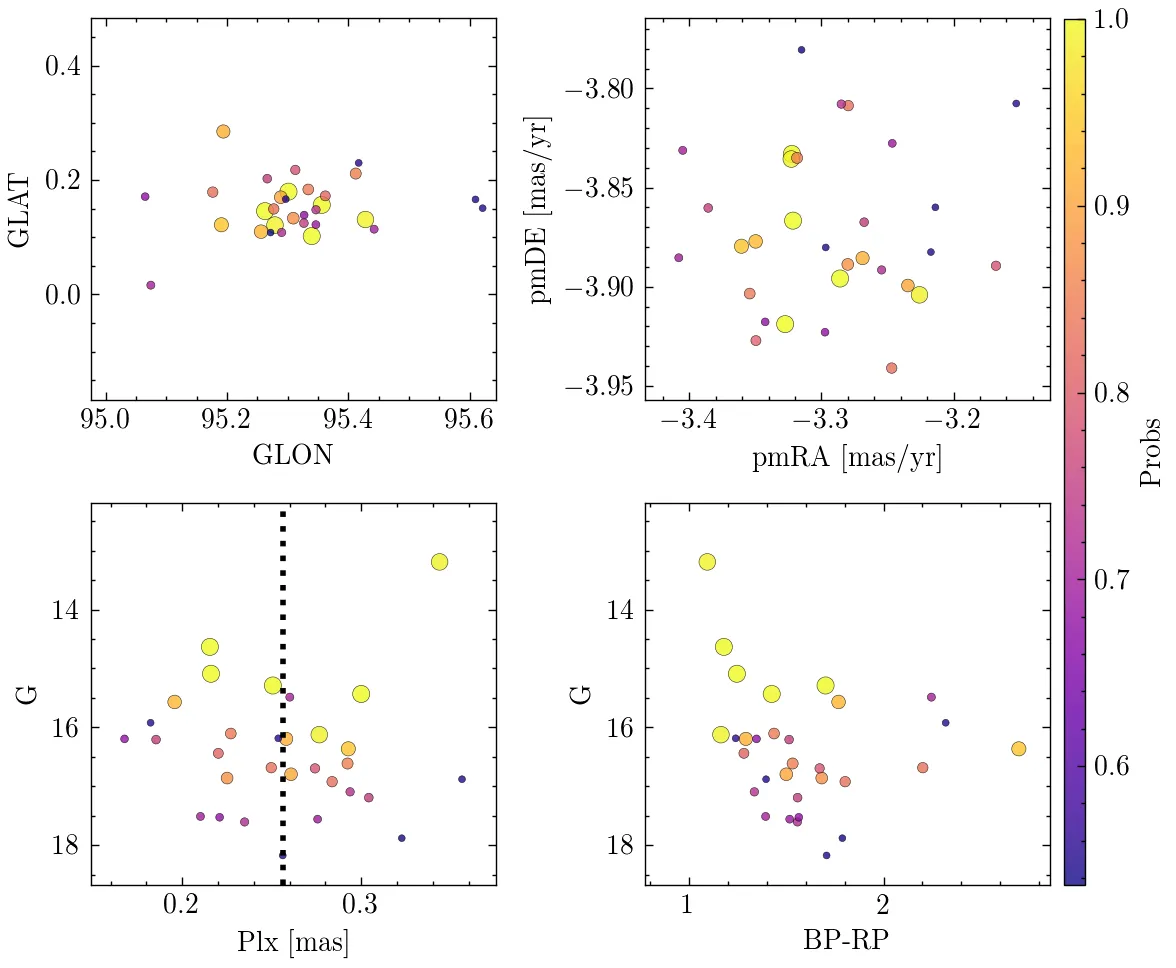 0.4
0.2
0.0
GLAT
95.0 95.2 95.4 95.6
GLON
−3.80
−3.85
−3.90
−3.95
pmDE [mas/yr]
−3.4 −3.3 −3.2
pmRA [mas/yr]
14
16
18
G
0.2 0.3
Plx [mas]
14
16
18
G
1 2
BP-RP
1.0
0.9
0.8
0.7
0.6
Probs